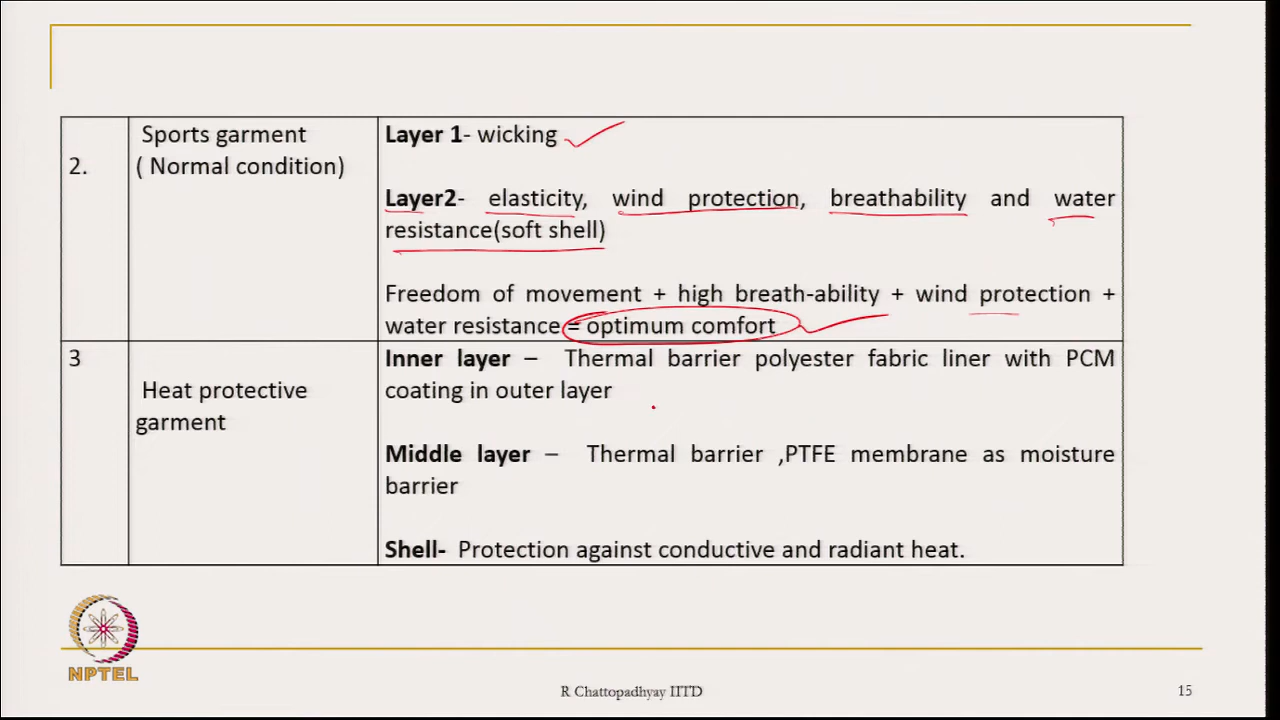 2.
Sports garment
( Normal condition)
Layer 1- wicking
Layer2- elasticity, wind protection, breathability and water
resistance(soft shell)
Freedom of movement + high breath-ability + wind protection +
water resistance = optimum comfort
3
Heat protective
garment
Inner layer – Thermal barrier polyester fabric liner with PCM
coating in outer layer
Middle layer – Thermal barrier ,PTFE membrane as moisture
barrier
Shell- Protection against conductive and radiant heat.
NPTEL
R Chattopadhyay IITD
15